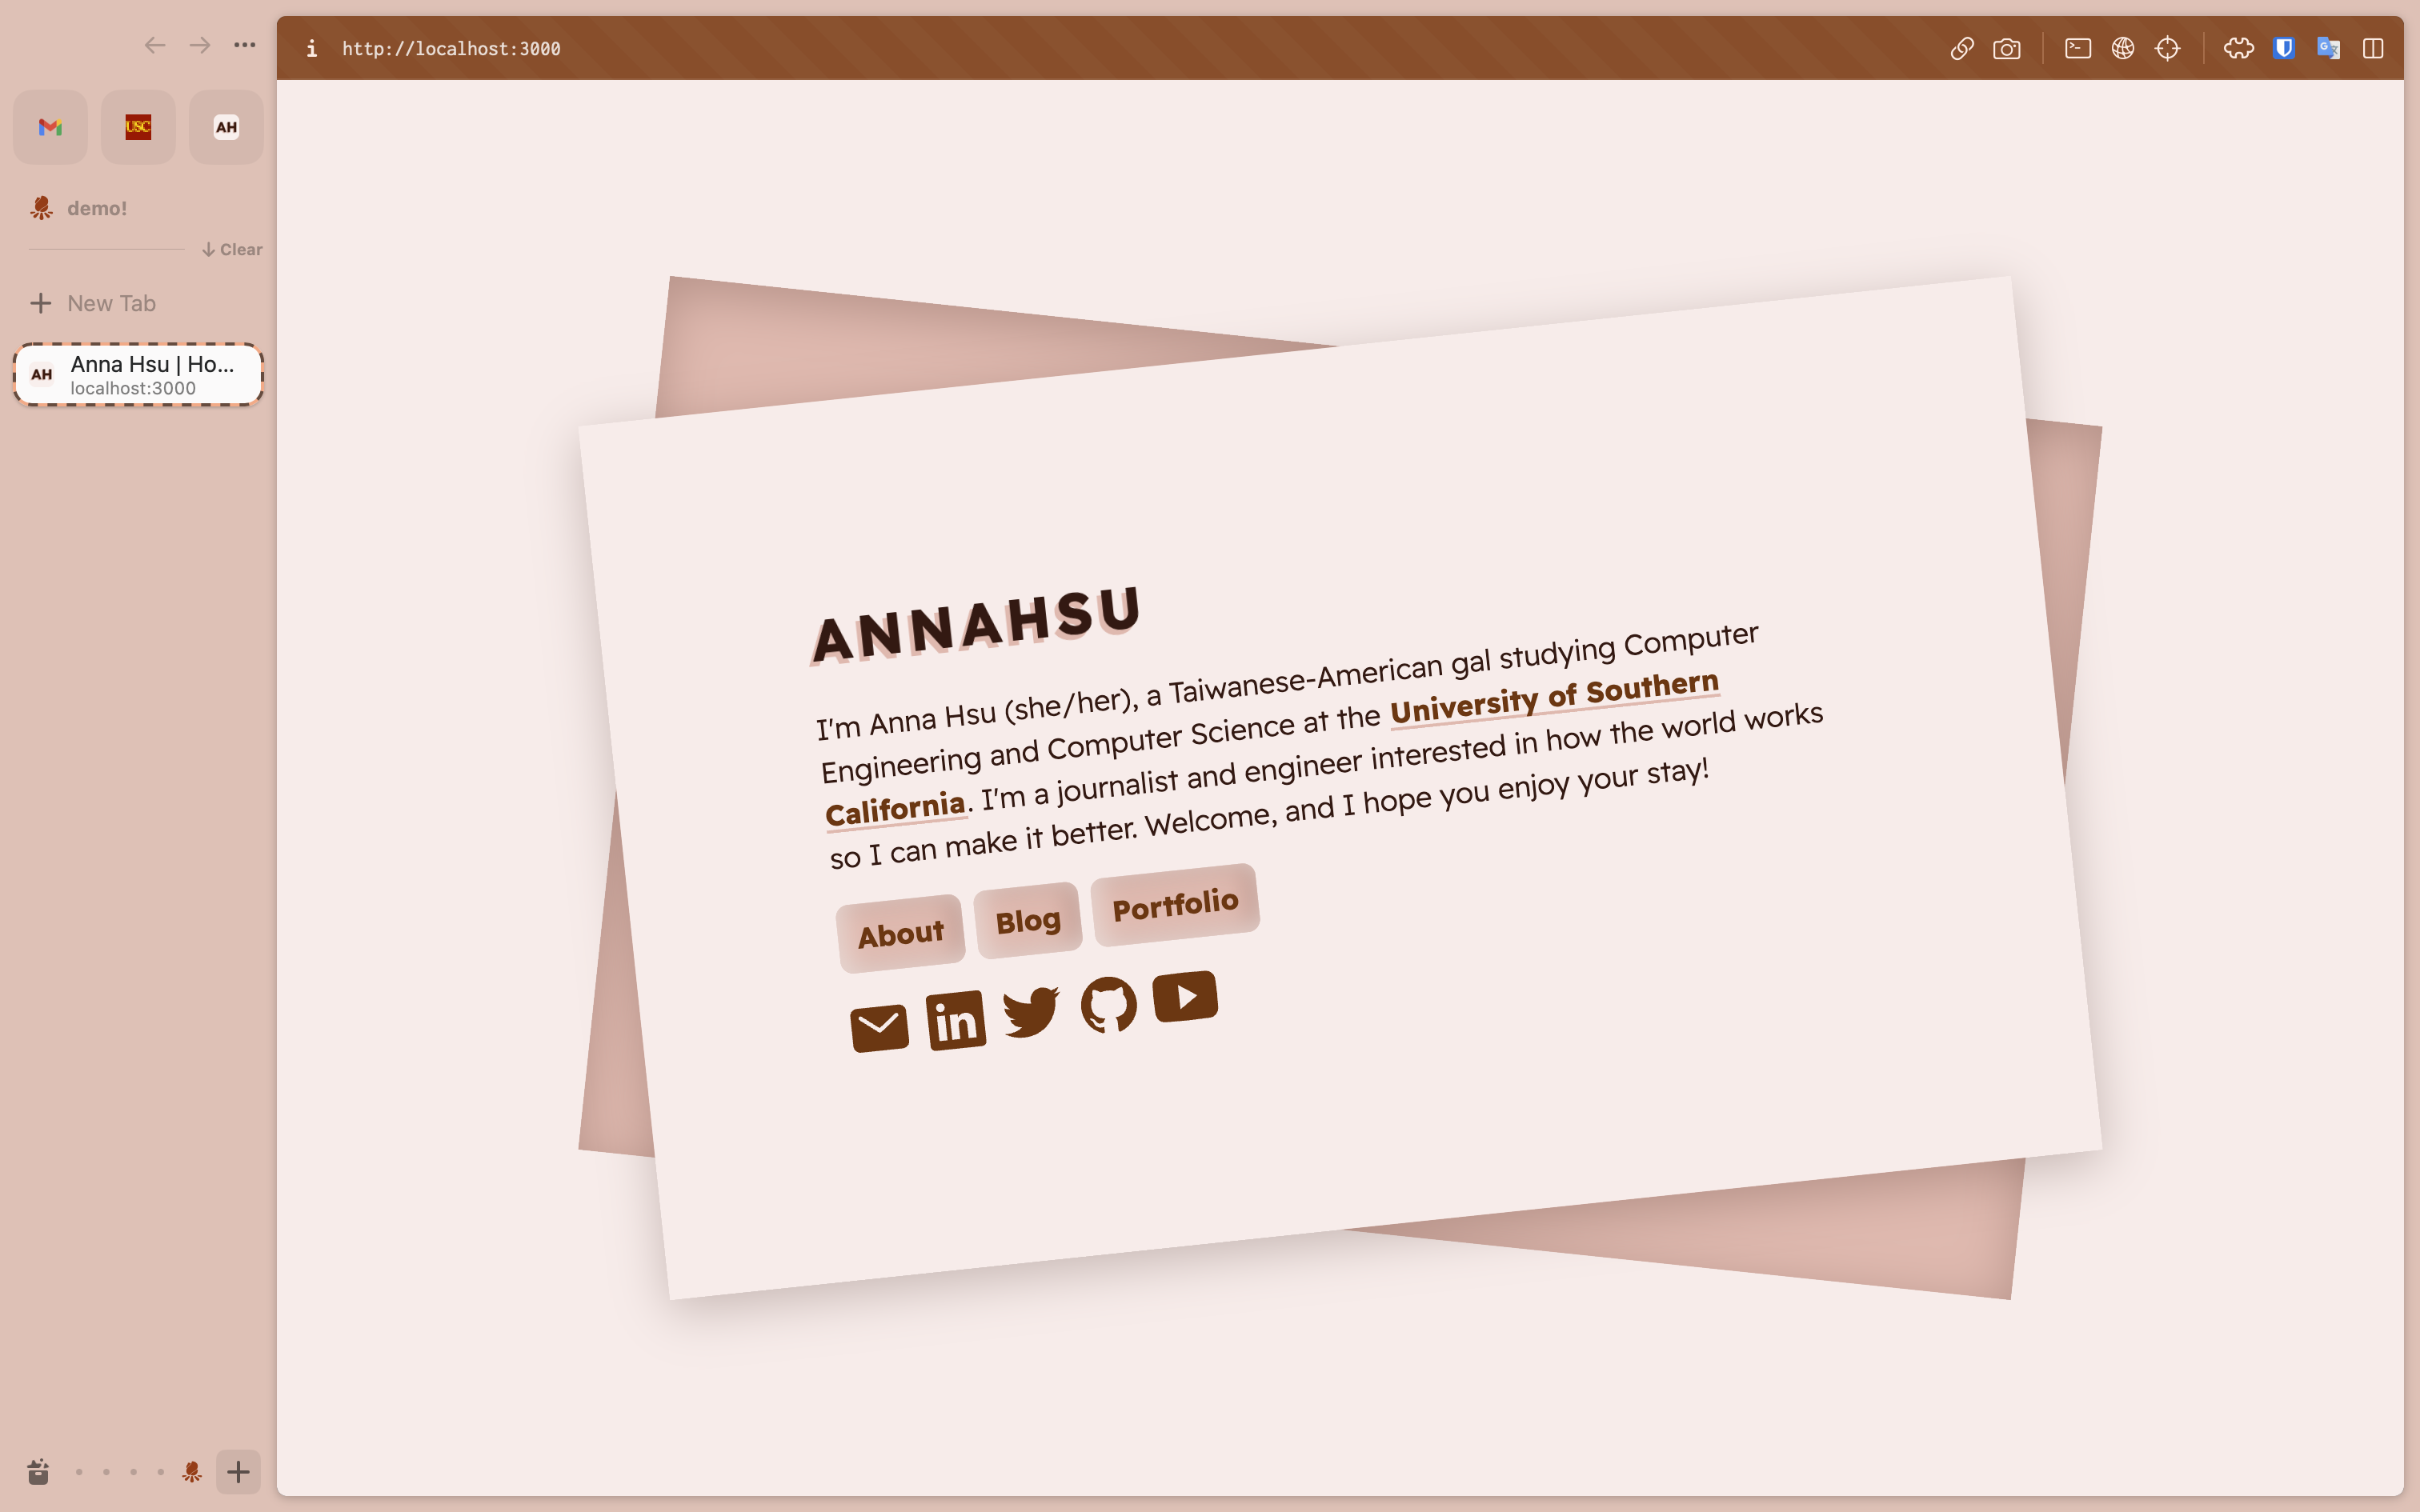 http://localhost:3000
USC
AH
demo!
Clear
New Tab
AH
Anna Hsu | Ho...
localhost:3000
ANNAHSU
I'm Anna Hsu (she/her), a Taiwanese-American gal studying Computer
Engineering and Computer Science at the University of Southern
California. I'm a journalist and engineer interested in how the world works
so I can make it better. Welcome, and I hope you enjoy your stay!
About
Blog
Portfolio
in